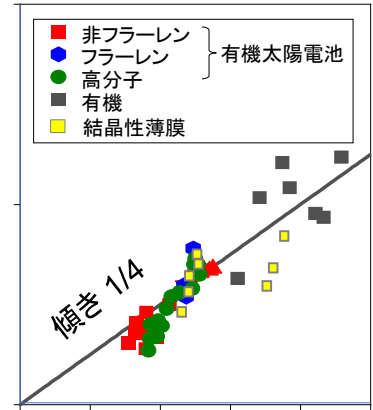 非フラーレン
フラーレン
高分子
有機太陽電池
有機
結晶性薄膜
傾き 1/4